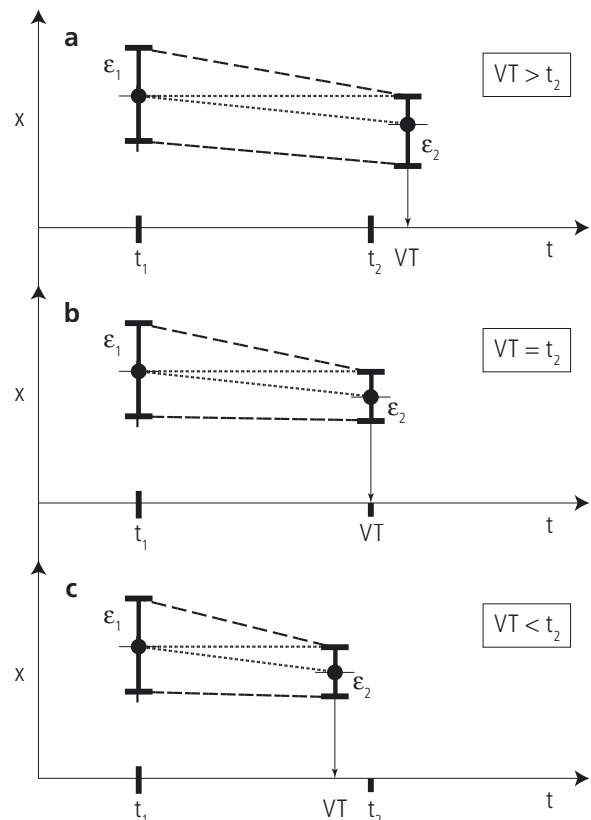 a
ε₁
VT > t₂
x
ε₂
t₁
t₂
VT
t
b
ε₁
VT = t₂
x
ε₂
t₁
VT
t
c
ε₁
VT < t₂
x
ε₂
t₁
VT
t₂
t